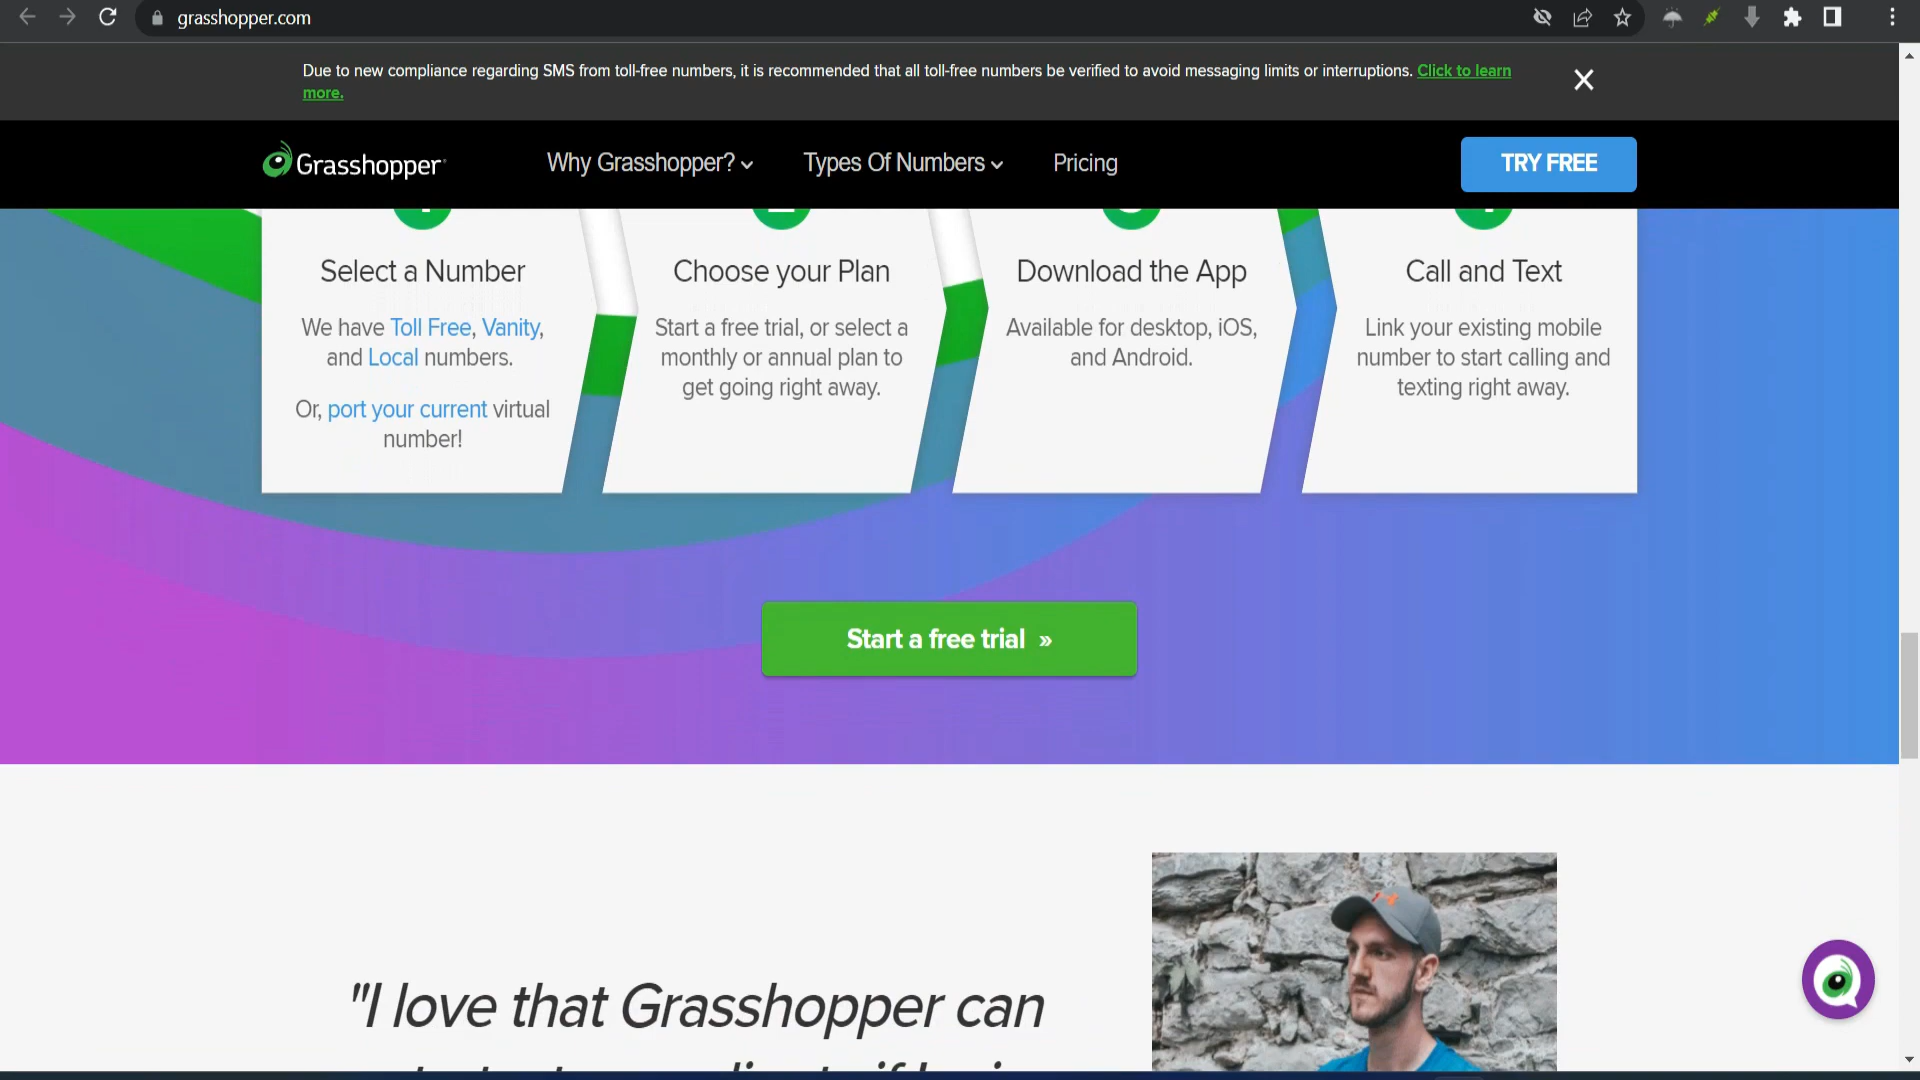 grasshopper.com
Due to new compliance regarding SMS from toll-free numbers, it is recommended that all toll-free numbers be verified to avoid messaging limits or interruptions. Click to learn
more.
Grasshopper Why Grasshopper? Types Of Numbers Pricing TRY FREE
Select a Number
We have Toll Free, Vanity,
and Local numbers.
Or, port your current virtual
number!
Choose your Plan
Start a free trial, or select a
monthly or annual plan to
get going right away.
Download the App
Available for desktop, iOS,
and Android.
Call and Text
Link your existing mobile
number to start calling and
texting right away.
Start a free trial »
"I love that Grasshopper can